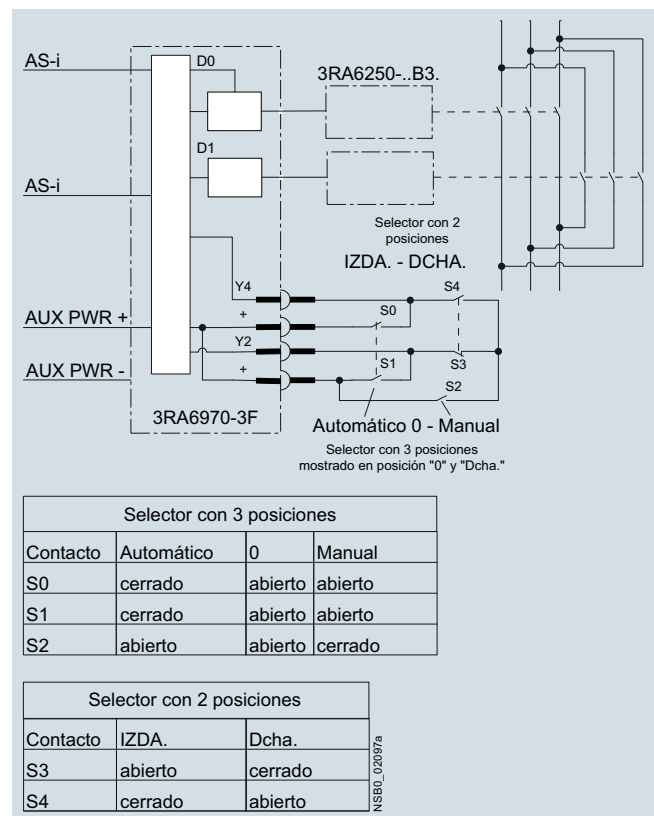 AS-i
D0
3RA6250-..B3.
D1
AS-i
Selector con 2
posiciones
IZDA. - DCHA.
Y4
S4
+
S0
AUX PWR +
Y2
S1
S3
+
S2
AUX PWR -
3RA6970-3F
Automático 0 - Manual
Selector con 3 posiciones
mostrado en posición "0" y "Dcha."
Selector con 3 posiciones
Contacto Automático 0 Manual
S0 cerrado abierto abierto
S1 cerrado abierto abierto
S2 abierto abierto cerrado
Selector con 2 posiciones
Contacto IZDA. Dcha.
S3 abierto cerrado
S4 cerrado abierto
NSB0_02097a